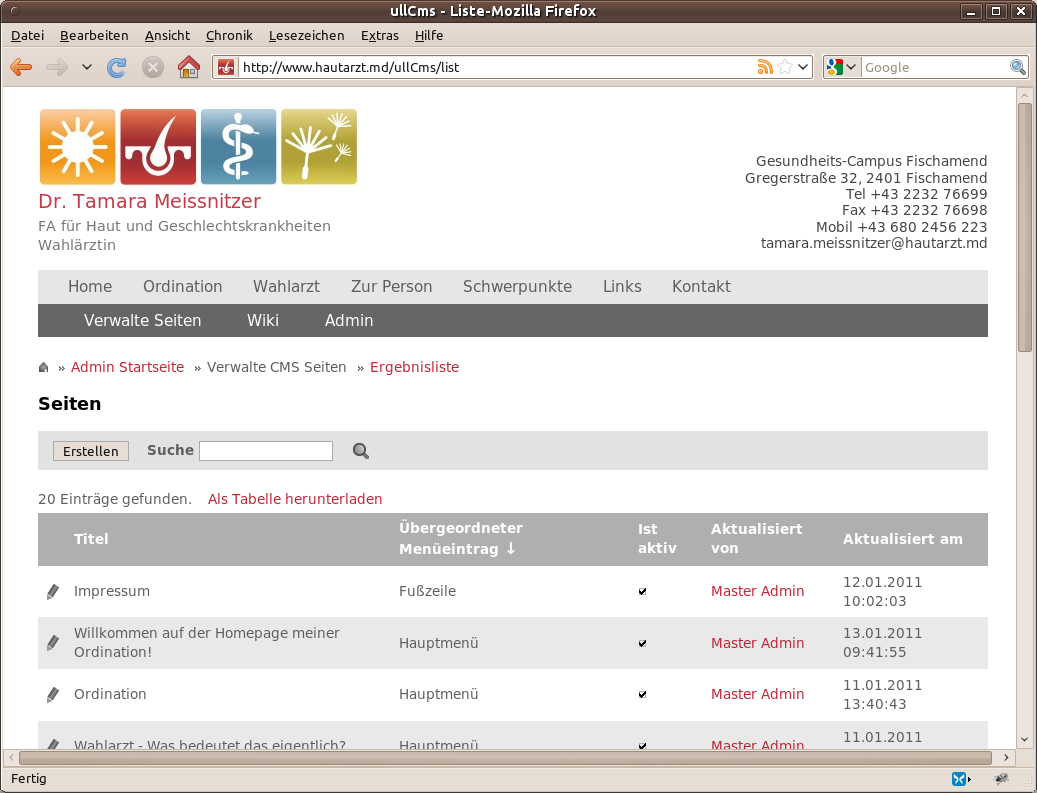 ullCms - Liste-Mozilla Firefox
Datei Bearbeiten Ansicht Chronik Lesezeichen Extras Hilfe
http://www.hautarzt.md/ullCms/list Google
Dr. Tamara Meissnitzer
FA für Haut und Geschlechtskrankheiten
Wahlärztin
Gesundheits-Campus Fischamend
Gregerstraße 32, 2401 Fischamend
Tel +43 2232 76699
Fax +43 2232 76698
Mobil +43 680 2456 223
tamara.meissnitzer@hautarzt.md
Home Ordination Wahlarzt Zur Person Schwerpunkte Links Kontakt
Verwalte Seiten Wiki Admin
» Admin Startseite » Verwalte CMS Seiten » Ergebnisliste
Seiten
Erstellen Suche
20 Einträge gefunden. Als Tabelle herunterladen
Titel Übergeordneter Menüeintrag ↓ Ist aktiv Aktualisiert von Aktualisiert am
Impressum Fußzeile Master Admin 12.01.2011 10:02:03
Willkommen auf der Homepage meiner Ordination! Hauptmenü Master Admin 13.01.2011 09:41:55
Ordination Hauptmenü Master Admin 11.01.2011 13:40:43
Wahlarzt - Was bedeutet das eigentlich? Hauptmenü Master Admin 11.01.2011
Fertig